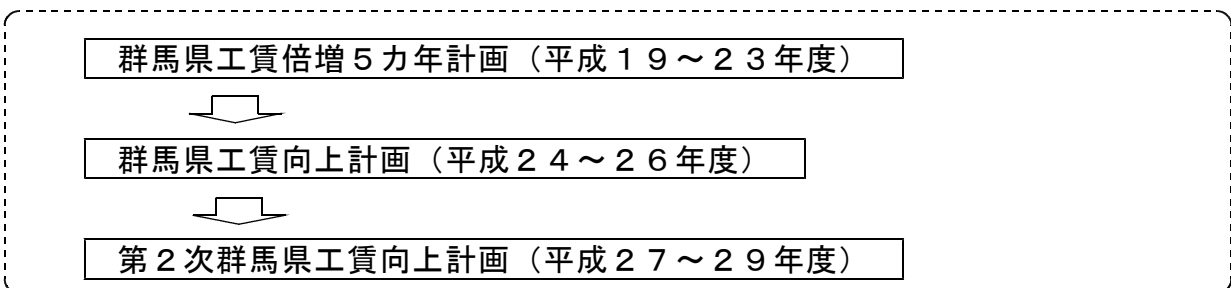 群馬県工賃倍増５カ年計画（平成１９～２３年度）
群馬県工賃向上計画（平成２４～２６年度）
第２次群馬県工賃向上計画（平成２７～２９年度）